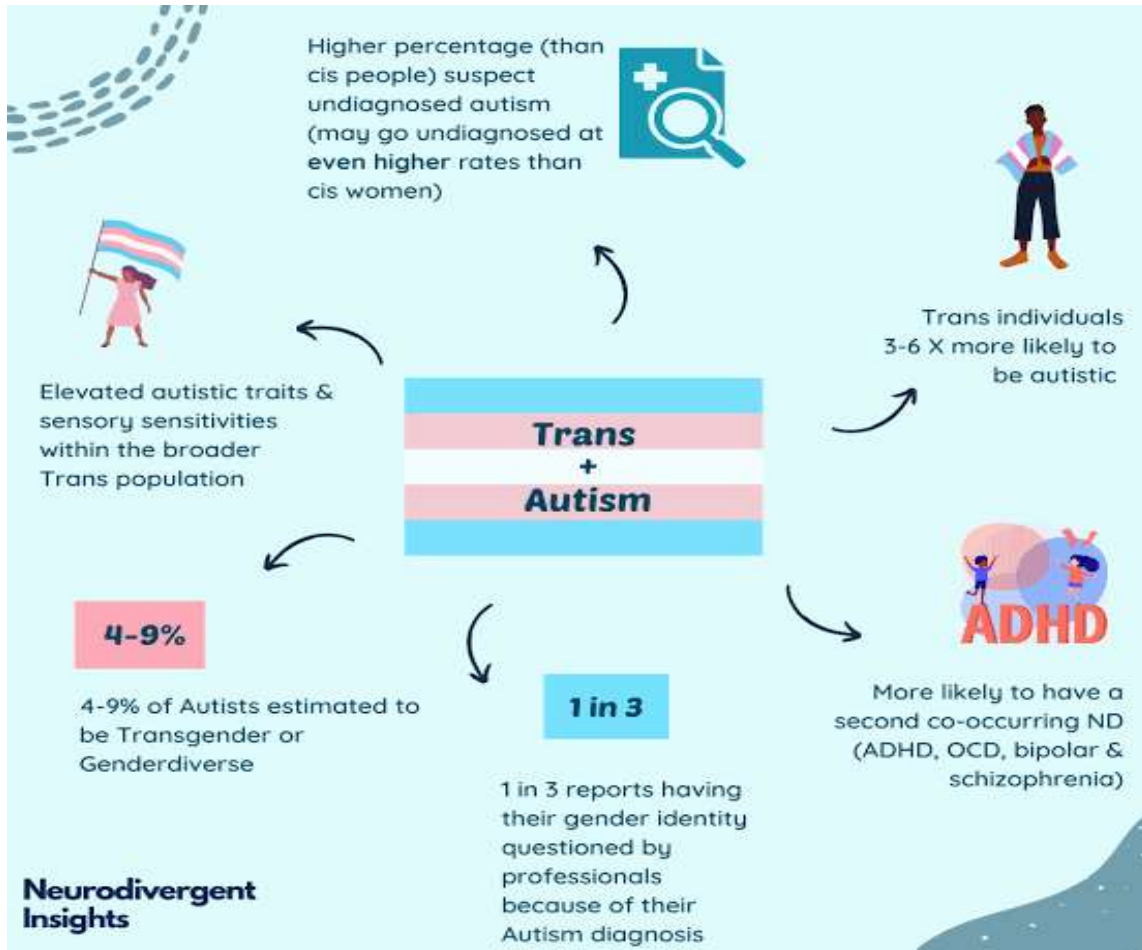 Higher percentage (than
cis people) suspect
undiagnosed autism
(may go undiagnosed at
even higher rates than
cis women)
Trans individuals
3-6 X more likely to
be autistic
Elevated autistic traits &
sensory sensitivities
within the broader
Trans population
Trans
+
Autism
ADHD
More likely to have a
second co-occurring ND
(ADHD, OCD, bipolar &
schizophrenia)
4-9%
4-9% of Autists estimated to
be Transgender or
Genderdiverse
1 in 3
1 in 3 reports having
their gender identity
questioned by
professionals
because of their
Autism diagnosis
Neurodivergent
Insights